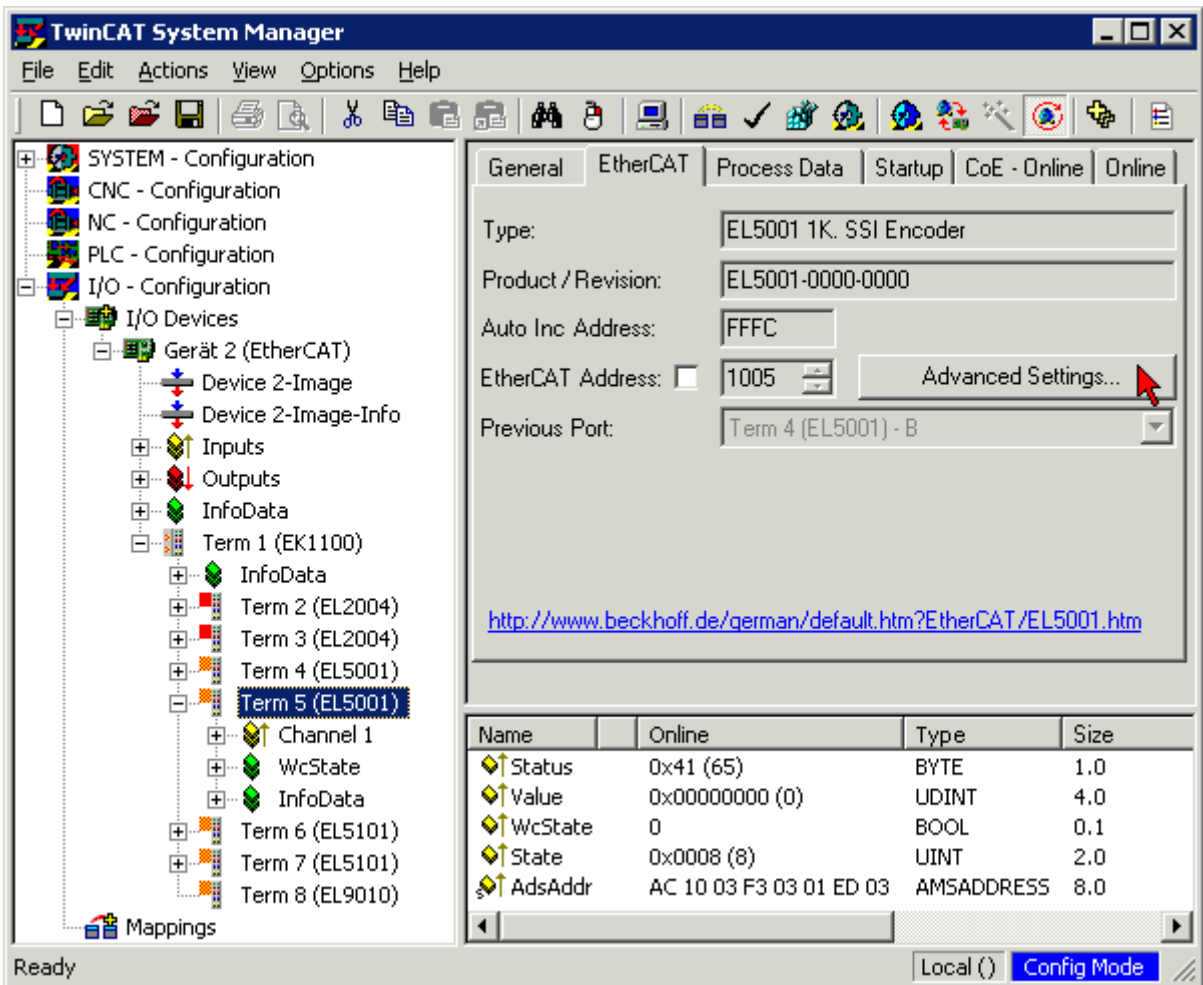 TwinCAT System Manager
File Edit Actions View Options Help
SYSTEM - Configuration
CNC - Configuration
NC - Configuration
PLC - Configuration
I/O - Configuration
I/O Devices
Gerät 2 (EtherCAT)
Device 2-Image
Device 2-Image-Info
Inputs
Outputs
InfoData
Term 1 (EK1100)
InfoData
Term 2 (EL2004)
Term 3 (EL2004)
Term 4 (EL5001)
Term 5 (EL5001)
Channel 1
WcState
InfoData
Term 6 (EL5101)
Term 7 (EL5101)
Term 8 (EL9010)
Mappings
General EtherCAT Process Data Startup CoE - Online Online
Type: EL5001 1K. SSI Encoder
Product / Revision: EL5001-0000-0000
Auto Inc Address: FFFC
EtherCAT Address: 1005 Advanced Settings...
Previous Port: Term 4 (EL5001) - B
http://www.beckhoff.de/german/default.htm?EtherCAT/EL5001.htm
Name Online Type Size
Status 0x41 (65) BYTE 1.0
Value 0x00000000 (0) UDINT 4.0
WcState 0 BOOL 0.1
State 0x0008 (8) UINT 2.0
AdsAddr AC 10 03 F3 03 01 ED 03 AMSADDRESS 8.0
Ready Local () Config Mode